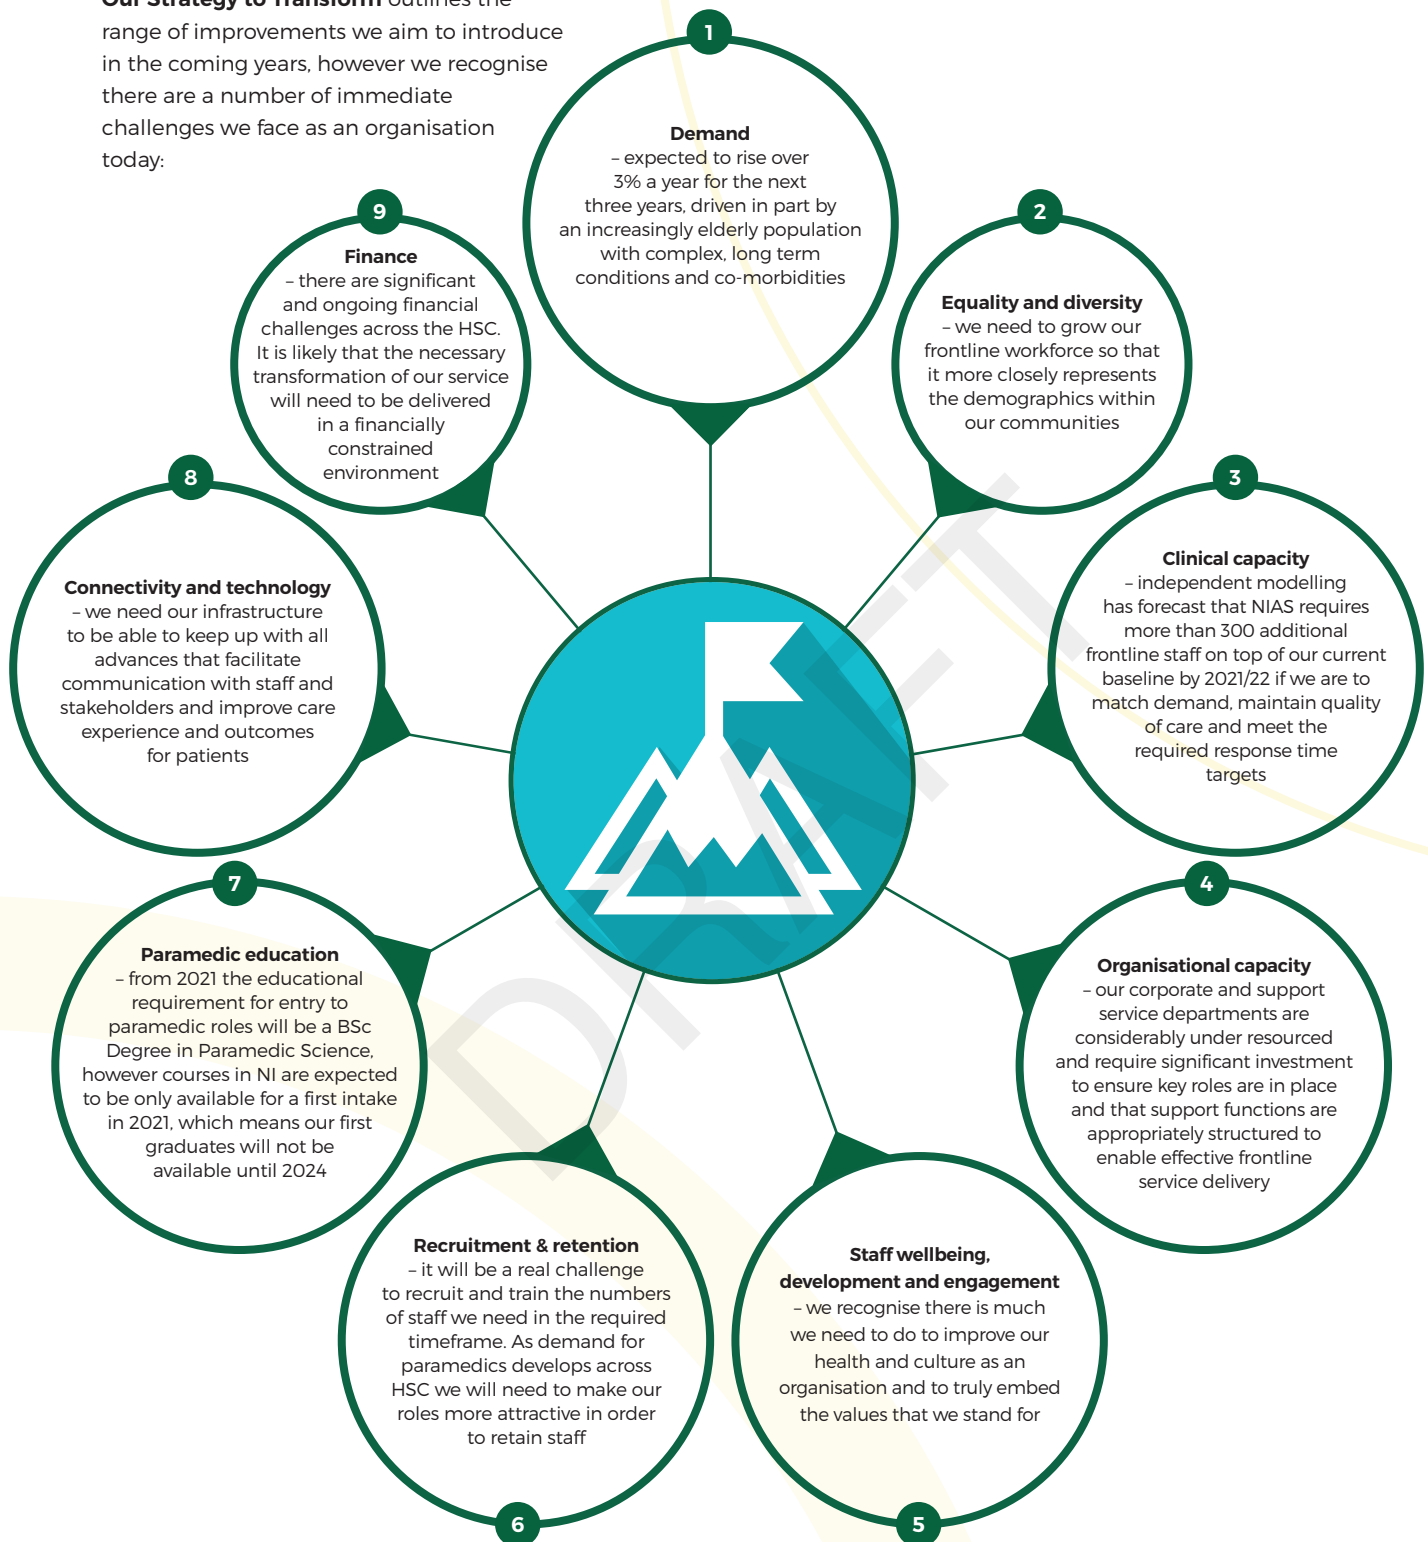 Our Strategy to Transform outlines the
range of improvements we aim to introduce
in the coming years, however we recognise
there are a number of immediate
challenges we face as an organisation
today:
1
Demand
– expected to rise over
3% a year for the next
three years, driven in part by
an increasingly elderly population
with complex, long term
conditions and co-morbidities
2
Equality and diversity
– we need to grow our
frontline workforce so that
it more closely represents
the demographics within
our communities
3
Clinical capacity
– independent modelling
has forecast that NIAS requires
more than 300 additional
frontline staff on top of our current
baseline by 2021/22 if we are to
match demand, maintain quality
of care and meet the
required response time
targets
4
Organisational capacity
– our corporate and support
service departments are
considerably under resourced
and require significant investment
to ensure key roles are in place
and that support functions are
appropriately structured to
enable effective frontline
service delivery
Staff wellbeing,
development and engagement
– we recognise there is much
we need to do to improve our
health and culture as an
organisation and to truly embed
the values that we stand for
5
Recruitment & retention
– it will be a real challenge
to recruit and train the numbers
of staff we need in the required
timeframe. As demand for
paramedics develops across
HSC we will need to make our
roles more attractive in order
to retain staff
6
7
Paramedic education
– from 2021 the educational
requirement for entry to
paramedic roles will be a BSc
Degree in Paramedic Science,
however courses in NI are expected
to be only available for a first intake
in 2021, which means our first
graduates will not be
available until 2024
8
Connectivity and technology
– we need our infrastructure
to be able to keep up with all
advances that facilitate
communication with staff and
stakeholders and improve care
experience and outcomes
for patients
9
Finance
– there are significant
and ongoing financial
challenges across the HSC.
It is likely that the necessary
transformation of our service
will need to be delivered
in a financially
constrained
environment
DRAFT